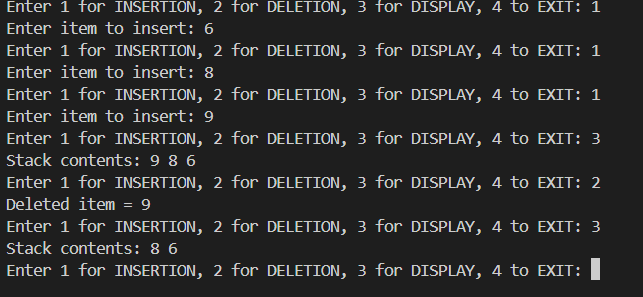 Enter 1 for INSERTION, 2 for DELETION, 3 for DISPLAY, 4 to EXIT: 1
Enter item to insert: 6
Enter 1 for INSERTION, 2 for DELETION, 3 for DISPLAY, 4 to EXIT: 1
Enter item to insert: 8
Enter 1 for INSERTION, 2 for DELETION, 3 for DISPLAY, 4 to EXIT: 1
Enter item to insert: 9
Enter 1 for INSERTION, 2 for DELETION, 3 for DISPLAY, 4 to EXIT: 3
Stack contents: 9 8 6
Enter 1 for INSERTION, 2 for DELETION, 3 for DISPLAY, 4 to EXIT: 2
Deleted item = 9
Enter 1 for INSERTION, 2 for DELETION, 3 for DISPLAY, 4 to EXIT: 3
Stack contents: 8 6
Enter 1 for INSERTION, 2 for DELETION, 3 for DISPLAY, 4 to EXIT: